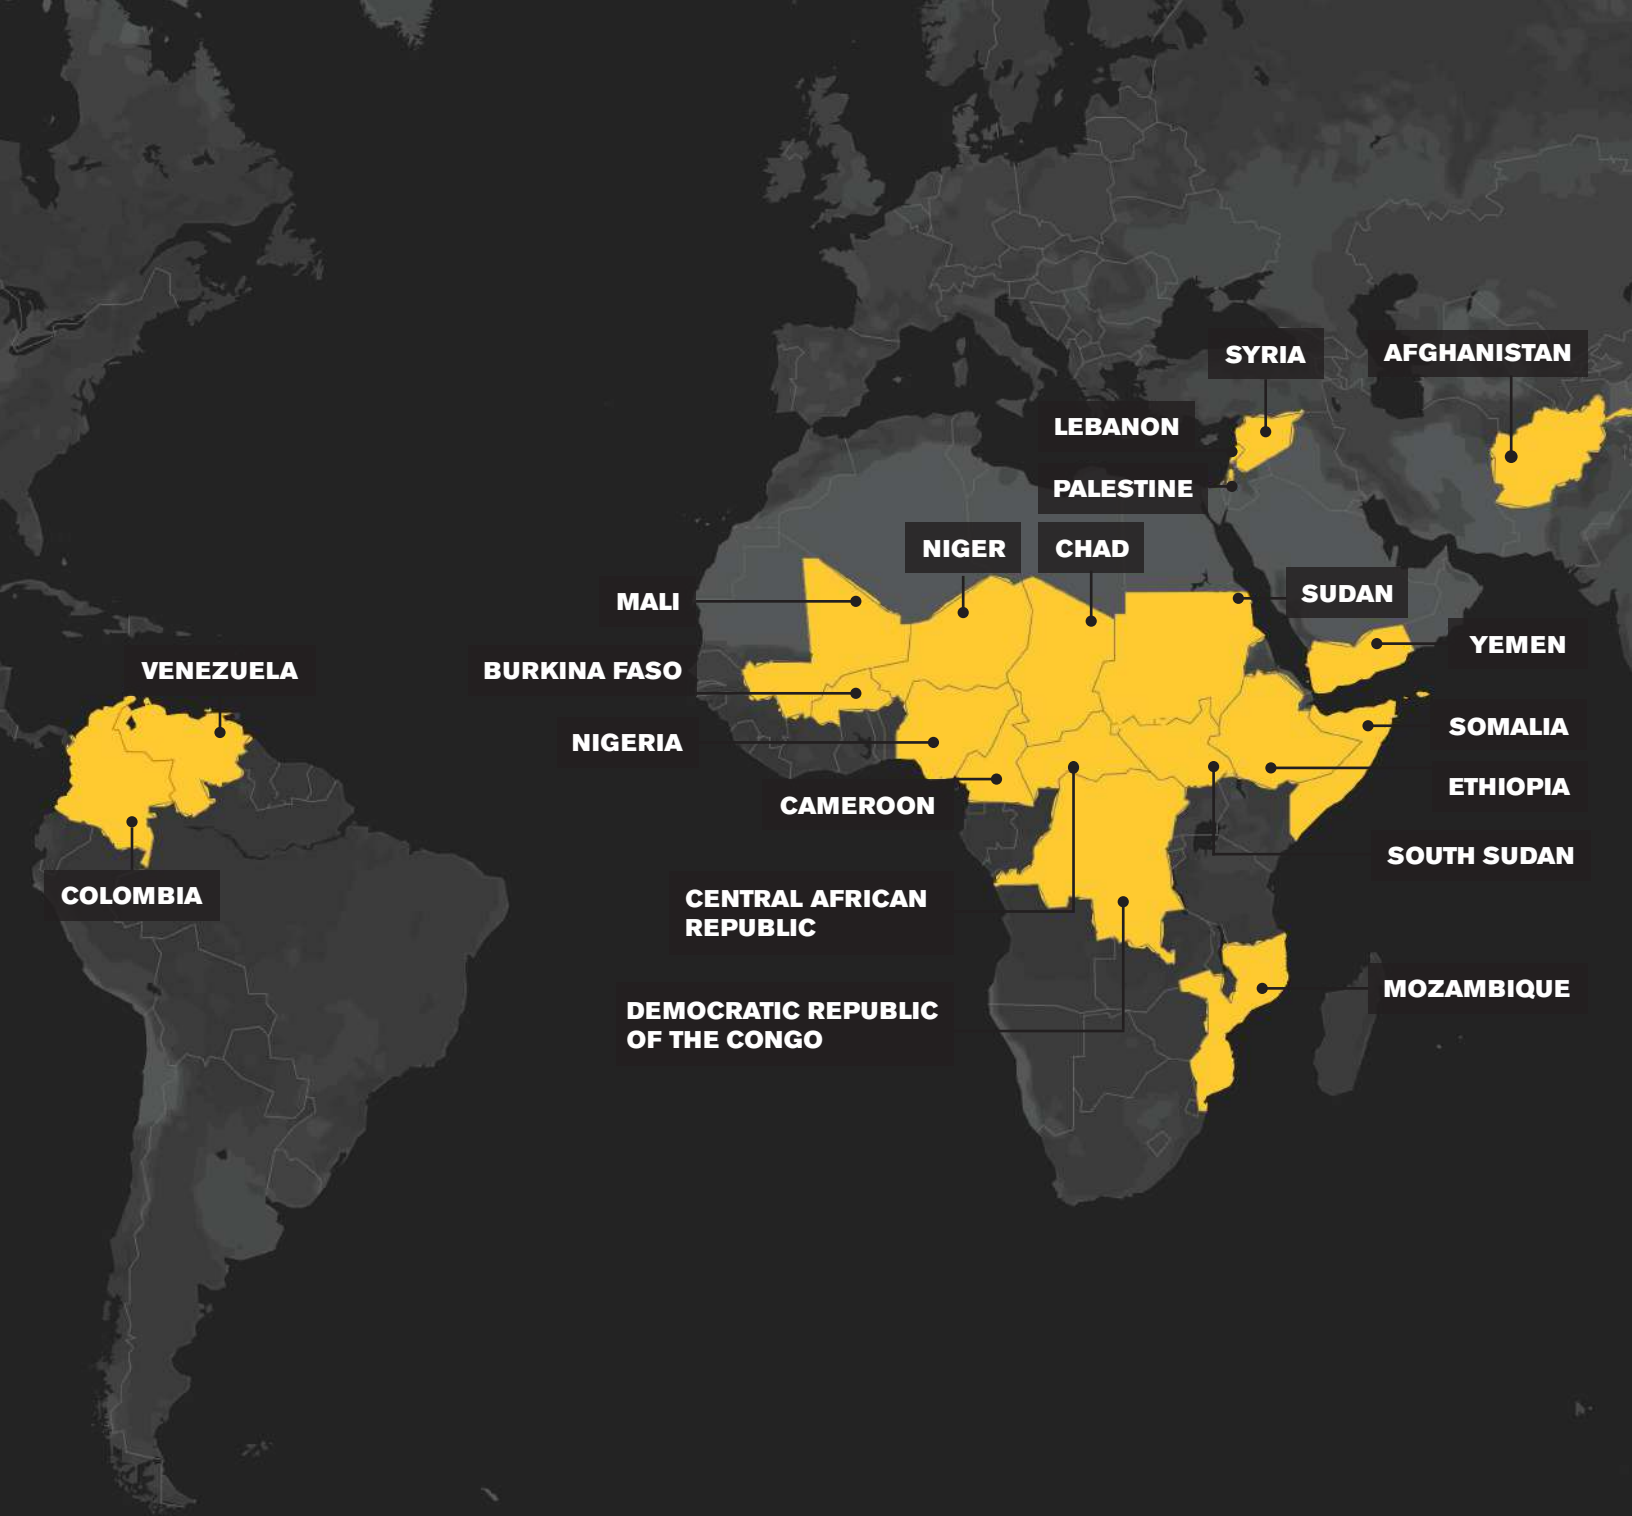 SYRIA
AFGHANISTAN
LEBANON
PALESTINE
NIGER
CHAD
SUDAN
MALI
YEMEN
VENEZUELA
BURKINA FASO
SOMALIA
NIGERIA
ETHIOPIA
CAMEROON
SOUTH SUDAN
COLOMBIA
CENTRAL AFRICAN
REPUBLIC
MOZAMBIQUE
DEMOCRATIC REPUBLIC
OF THE CONGO